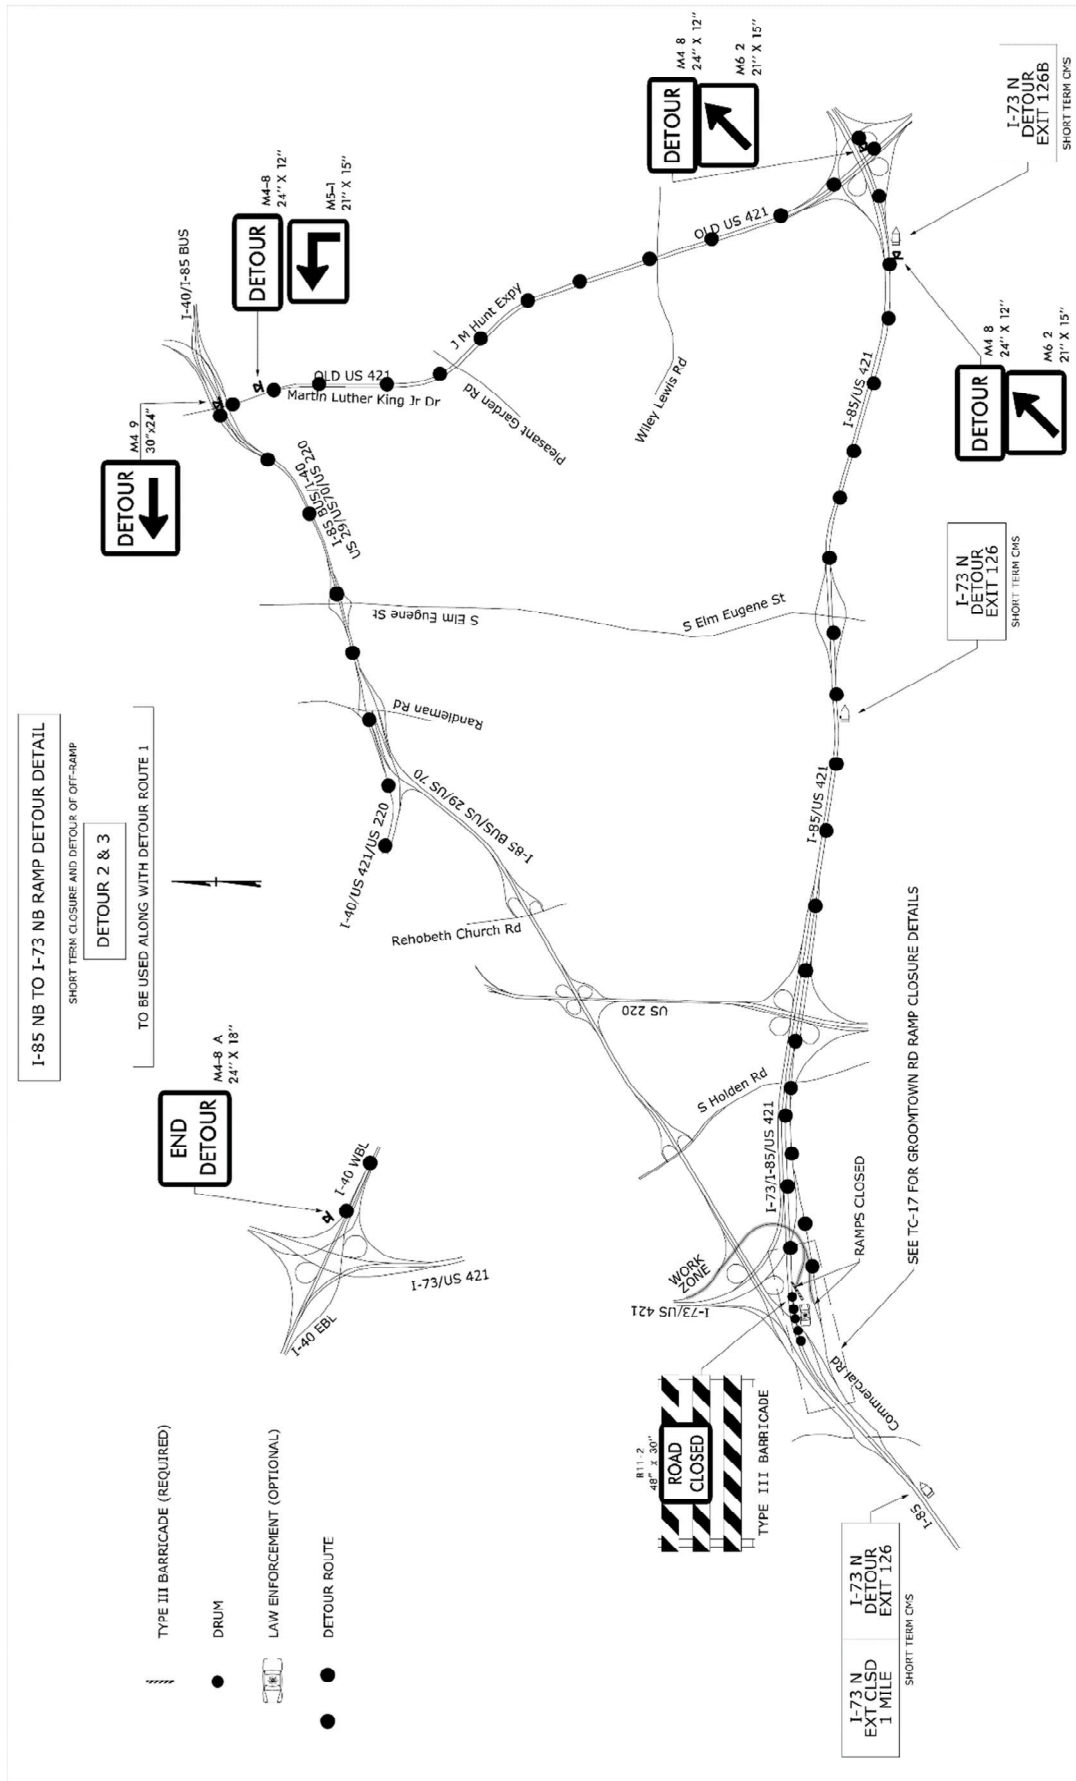 I-85 NB TO I-73 NB RAMP DETOUR DETAIL
SHORT TERM CLOSURE AND DETOUR OF OFF-RAMP
DETOUR 2 & 3
TO BE USED ALONG WITH DETOUR ROUTE 1
TYPE III BARRICADE (REQUIRED)
DRUM
LAW ENFORCEMENT (OPTIONAL)
DETOUR ROUTE
END
DETOUR
M4-8 A
24" X 18"
I-40 WBL
I-40 EBL
I-73/US 421
DETOUR
M4 9
30"x24"
DETOUR
M4-8
24" X 12"
M5-1
21" X 15"
I-40/I-85 BUS
OLD US 421
Martin Luther King Jr Dr
I-85 BUS/I-40
US 29/US70/US 220
S Elm Eugene St
Randleman Rd
I-40/US 421/US 220
I-85 BUS/US 29/US 70
Rehobeth Church Rd
US 220
S Holden Rd
Pleasant Garden Rd
J M Hunt Expy
Wiley Lewis Rd
OLD US 421
DETOUR
M4 8
24" X 12"
M6 2
21" X 15"
S Elm Eugene St
I-73 N
DETOUR
EXIT 126B
SHORT TERM CMS
DETOUR
M4 8
24" X 12"
M6 2
21" X 15"
I-85/US 421
I-73 N
DETOUR
EXIT 126
SHORT TERM CMS
I-85/US 421
I-73/I-85/US 421
RAMPS CLOSED
SEE TC-17 FOR GROOMTOWN RD RAMP CLOSURE DETAILS
WORK
ZONE
I-73/US 421
R11-2
48" X 30"
ROAD
CLOSED
TYPE III BARRICADE
Commercial Rd
I-85
I-73 N
EXT CLSD
1 MILE
I-73 N
DETOUR
EXIT 126
SHORT TERM CMS